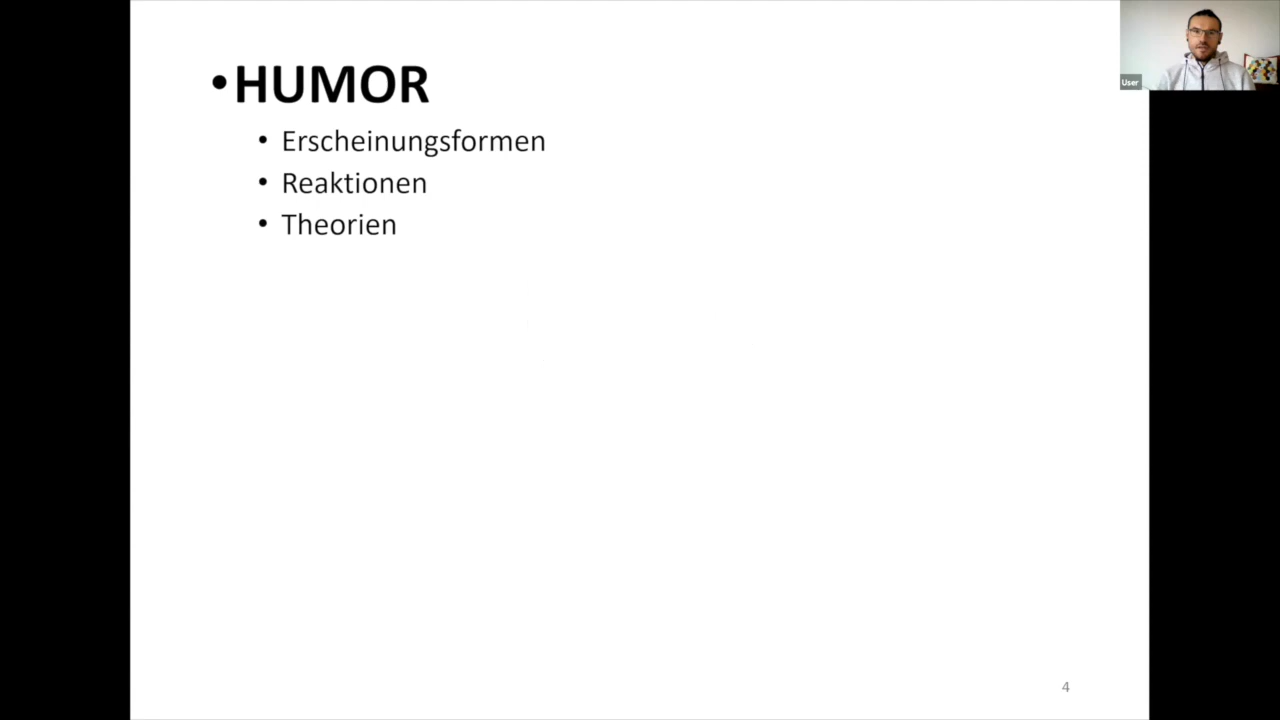 •HUMOR
• Erscheinungsformen
• Reaktionen
• Theorien
User
4